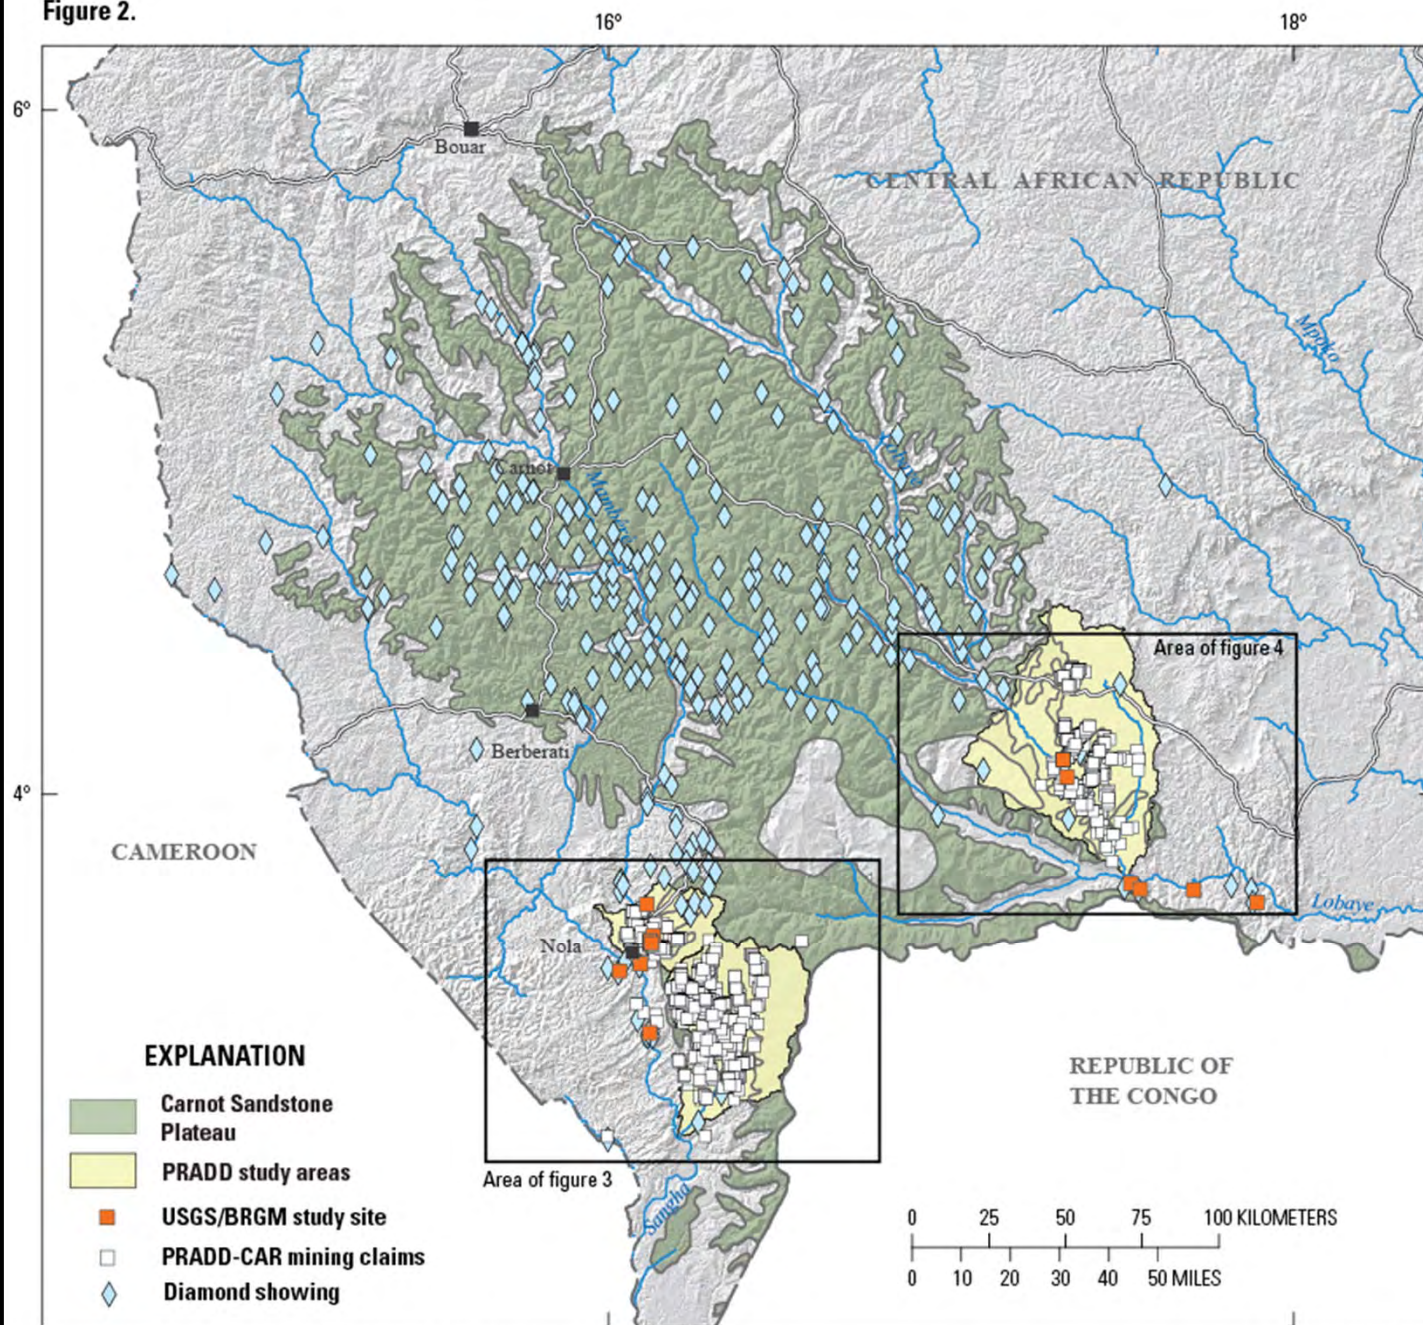 Figure 2.
16°
18°
6°
Bouar
CENTRAL AFRICAN REPUBLIC
Mpoko
Lobaye
Carnot
Mambéré
Area of figure 4
Berberati
4°
CAMEROON
Lobaye
Nola
EXPLANATION
Carnot Sandstone
Plateau
PRADD study areas
USGS/BRGM study site
PRADD-CAR mining claims
Diamond showing
REPUBLIC OF
THE CONGO
Area of figure 3
Sangha
0 25 50 75 100 KILOMETERS
0 10 20 30 40 50 MILES